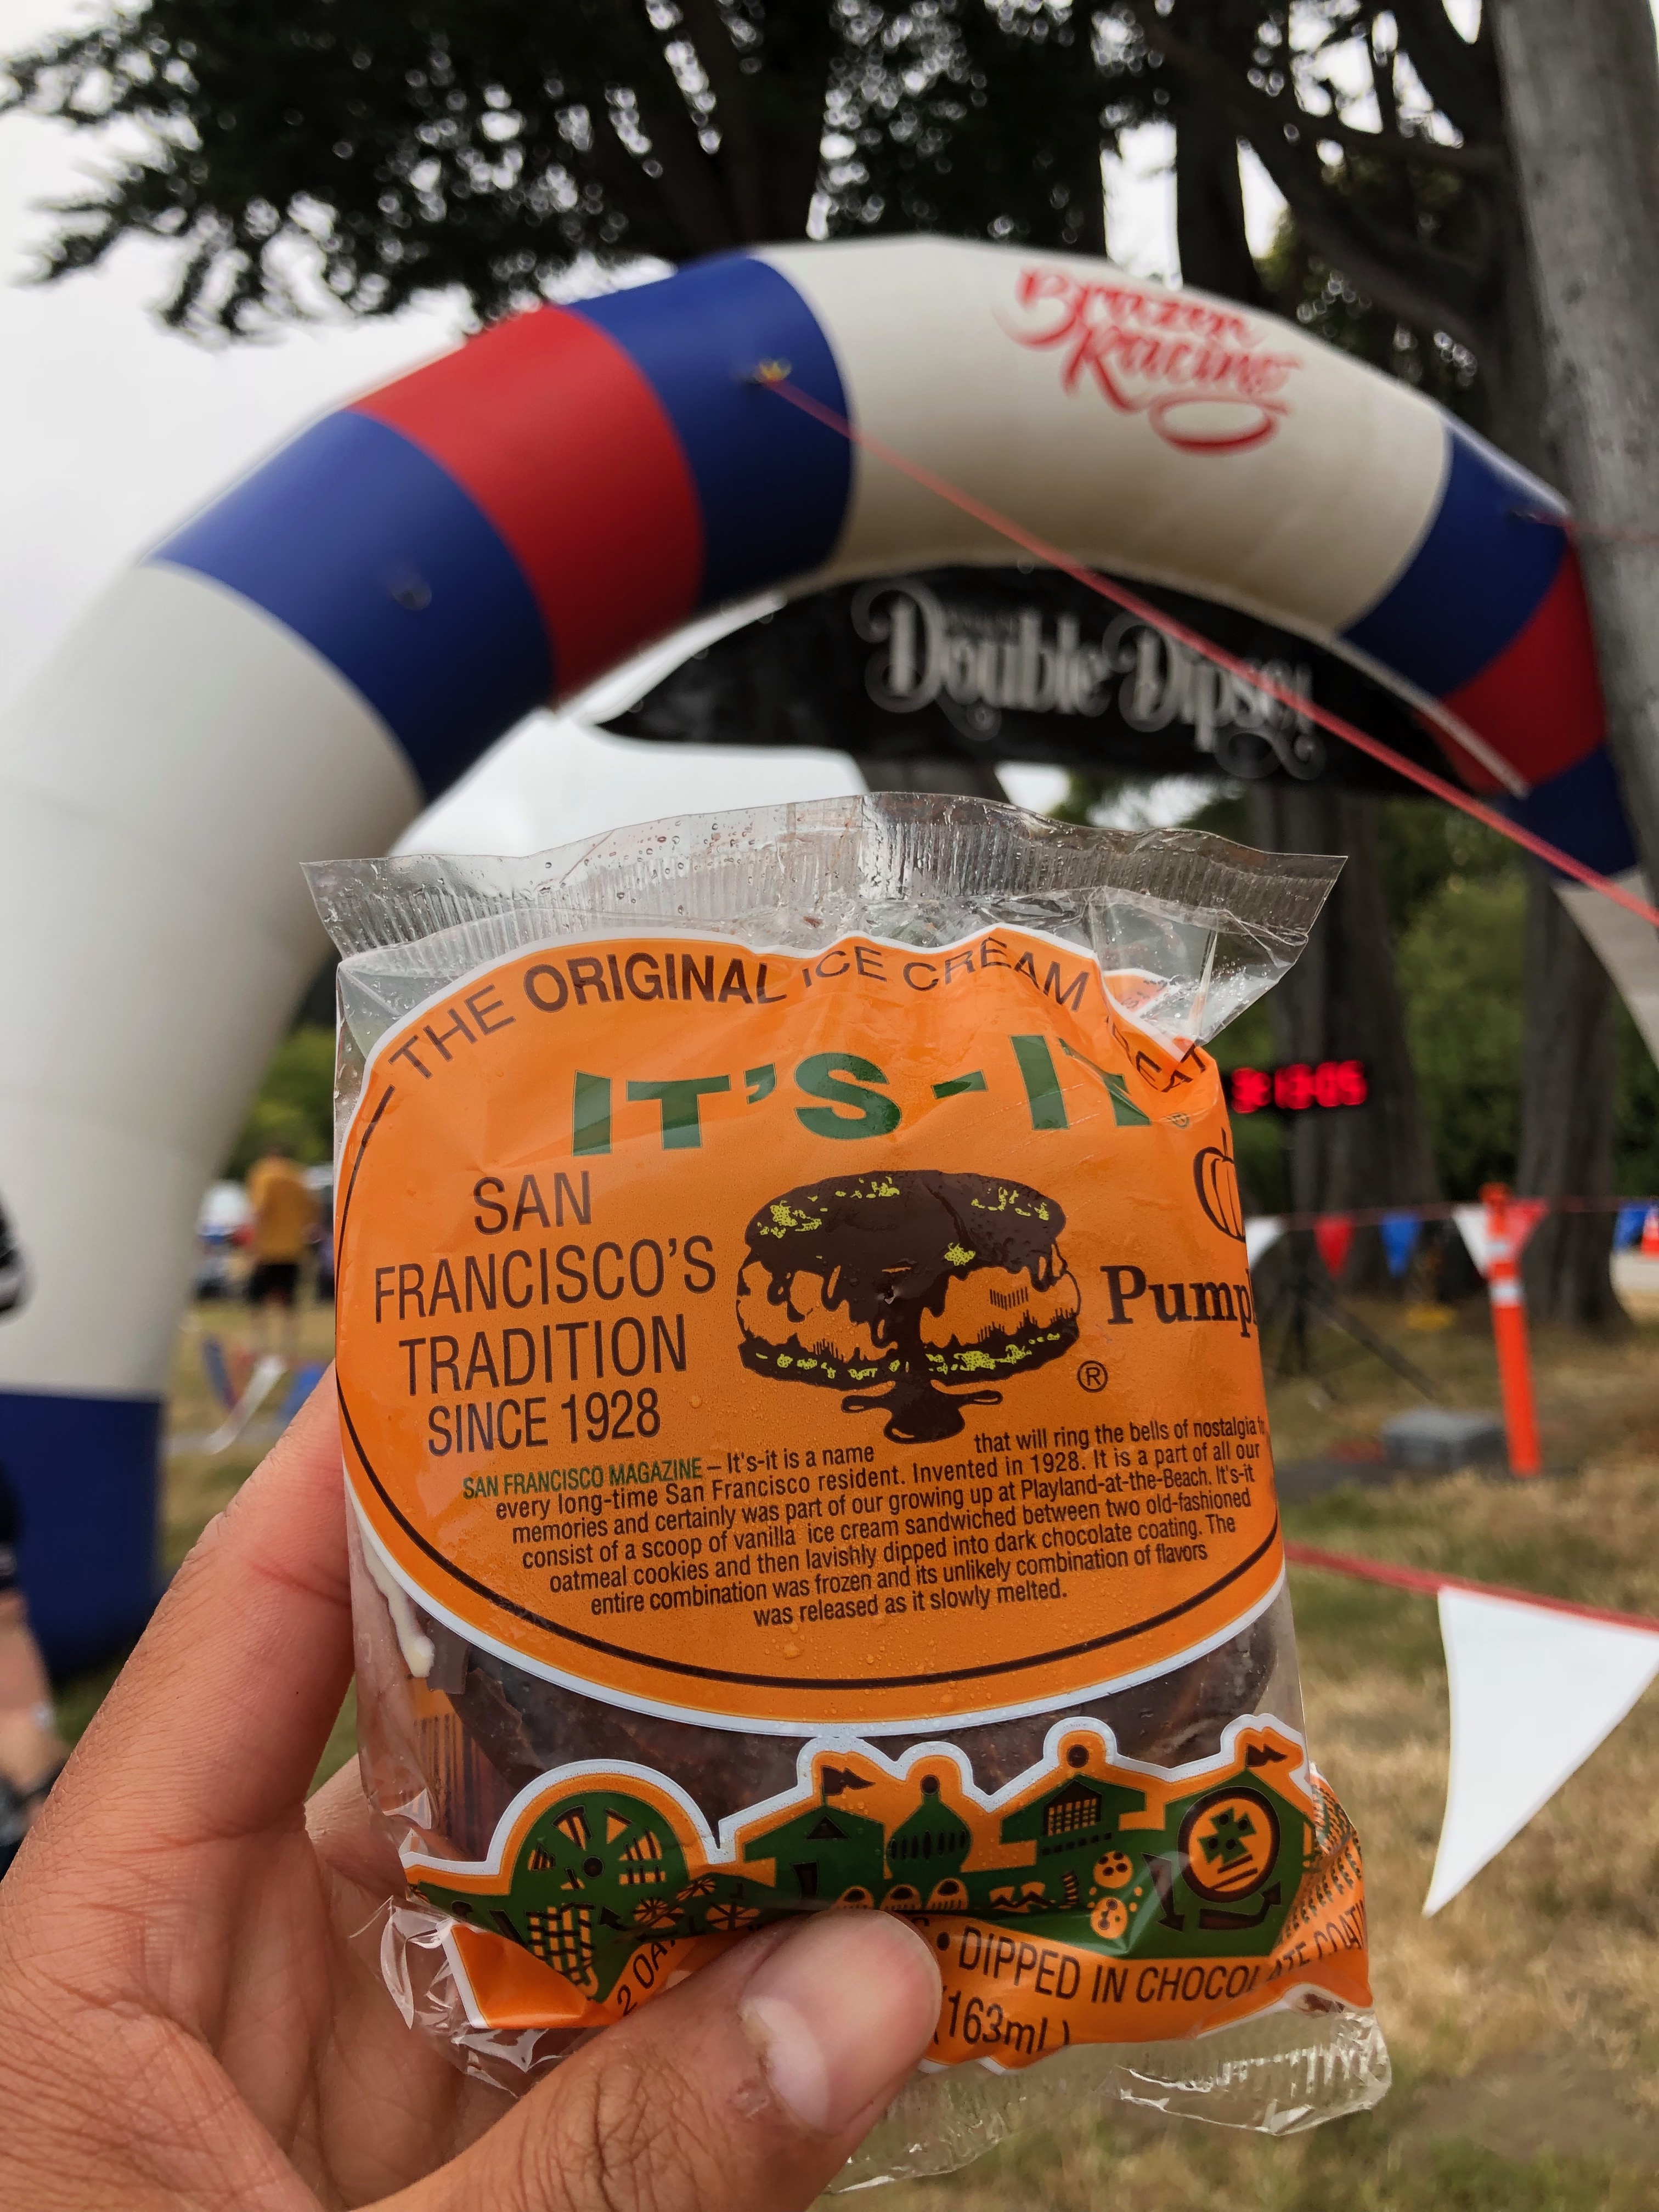 Brazen
Racing
Double Dipsea
THE ORIGINAL ICE CREAM
IT'S-IT
®
SAN
FRANCISCO'S
TRADITION
SINCE 1928
Pump
®
SAN FRANCISCO MAGAZINE – It's-it is a name that will ring the bells of nostalgia
every long-time San Francisco resident. Invented in 1928. It is a part of all our
memories and certainly was part of our growing up at Playland-at-the-Beach. It's-it
consist of a scoop of vanilla ice cream sandwiched between two old-fashioned
oatmeal cookies and then lavishly dipped into dark chocolate coating. The
entire combination was frozen and its unlikely combination of flavors
was released as it slowly melted.
2 OA
• DIPPED IN CHOCOLATE COATI
(163ml)